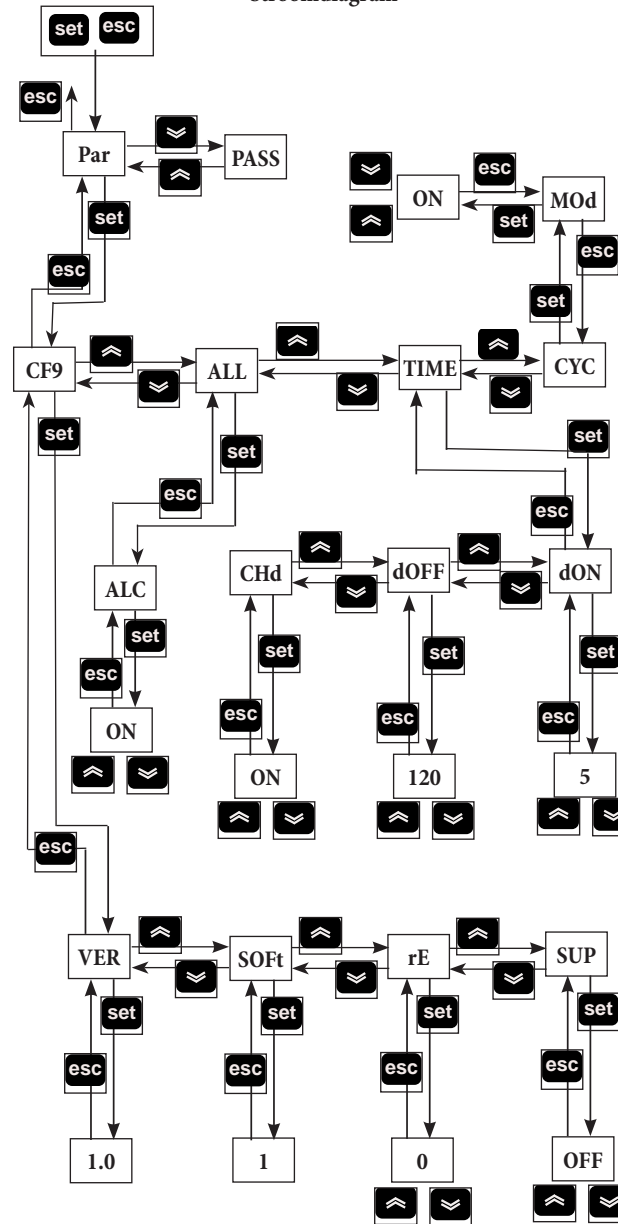 set esc
esc
Par
PASS
set
esc
ON
esc
MOd
set
esc
set
CF9
ALL
TIME
CYC
set
set
set
esc
esc
ALC
CHd
dOFF
dON
set
set
set
set
esc
esc
esc
esc
ON
ON
120
5
esc
VER
SOFt
rE
SUP
set
set
set
set
esc
esc
esc
esc
1.0
1
0
OFF